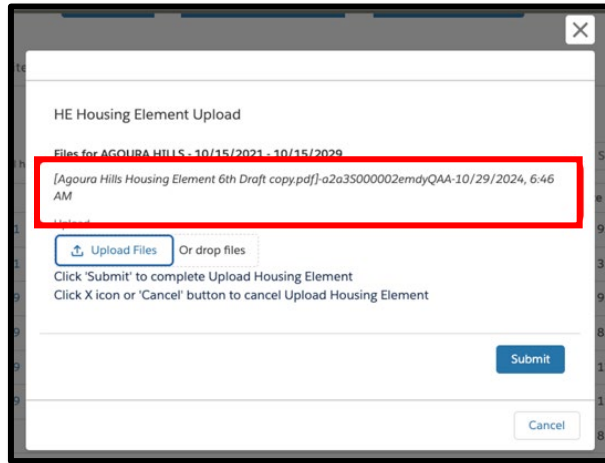 HE Housing Element Upload
Files for AGOURA HILLS - 10/15/2021 - 10/15/2029
[Agoura Hills Housing Element 6th Draft copy.pdf]-a2a3S000002emdyQAA-10/29/2024, 6:46
AM
Upload
Upload Files Or drop files
Click 'Submit' to complete Upload Housing Element
Click X icon or 'Cancel' button to cancel Upload Housing Element
Submit
Cancel